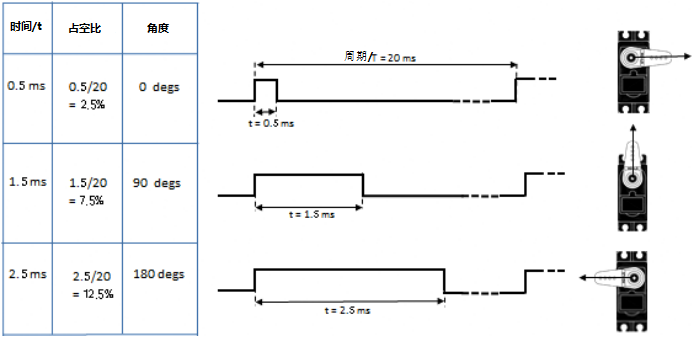 时间/t 占空比 角度
0.5 ms 0.5/20 0 degs
= 2.5%
1.5 ms 1.5/20 90 degs
= 7.5%
2.5 ms 2.5/20 180 degs
= 12.5%
周期/T = 20 ms
t = 0.5 ms
t = 1.5 ms
t = 2.5 ms